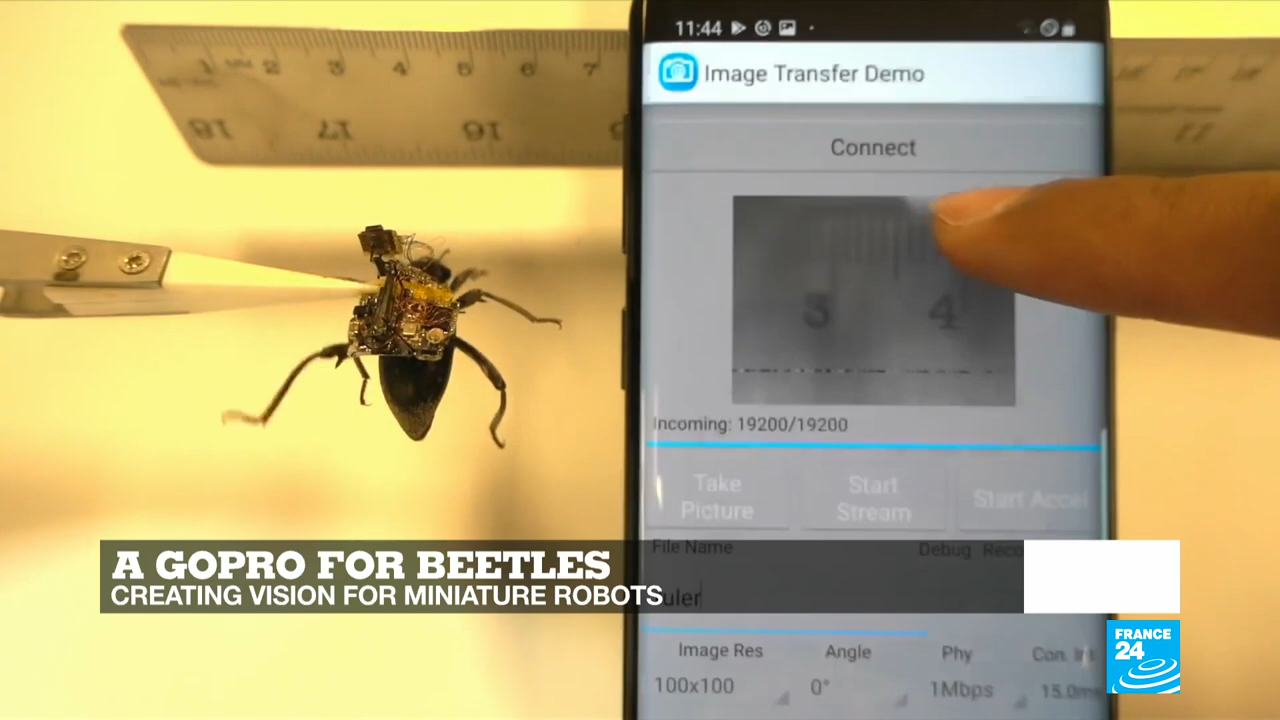 1 2 3 4 5 6 7
18 17 16
11:44
Image Transfer Demo
Connect
3 4
Incoming: 19200/19200
Take
Picture
Start
Stream
Start Accel
File Name
Debug
A GOPRO FOR BEETLES
CREATING VISION FOR MINIATURE ROBOTS
Image Res
Angle
Phy
100x100
0°
1Mbps
FRANCE
24